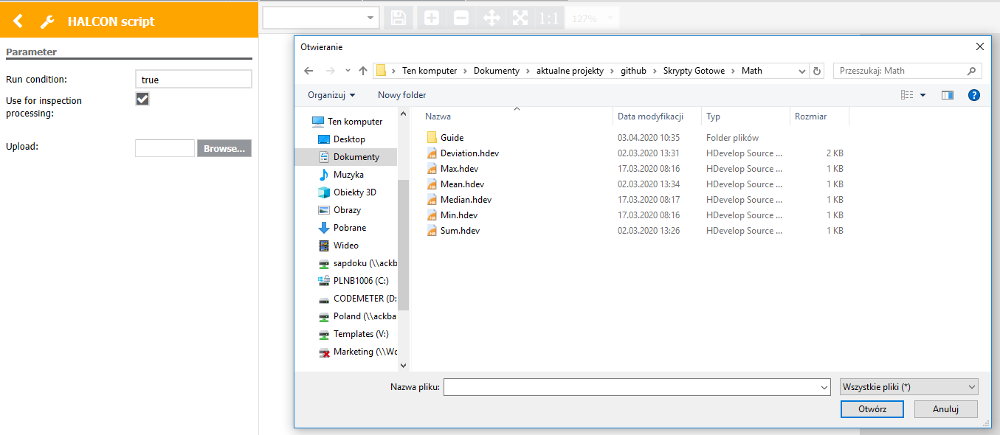 HALCON script
1:1
127%
Parameter
Run condition:
true
Use for inspection
processing:
Upload:
Browse...
Otwieranie
Ten komputer
Dokumenty
aktualne projekty
github
Skrypty Gotowe
Math
Przeszukaj: Math
Organizuj
Nowy folder
?
Ten komputer
Desktop
Dokumenty
Muzyka
Obiekty 3D
Obrazy
Pobrane
Wideo
sapdoku (\\ackb
PLNB1006 (C:)
CODEMETER (D:
Poland (\\ackba
Templates (V:)
Marketing (\\Wc
Nazwa Data modyfikacji Typ Rozmiar
Guide 03.04.2020 10:35 Folder plików
Deviation.hdev 02.03.2020 13:31 HDevelop Source ... 2 KB
Max.hdev 17.03.2020 08:16 HDevelop Source ... 1 KB
Mean.hdev 02.03.2020 13:34 HDevelop Source ... 1 KB
Median.hdev 17.03.2020 08:17 HDevelop Source ... 1 KB
Min.hdev 17.03.2020 08:16 HDevelop Source ... 1 KB
Sum.hdev 02.03.2020 13:26 HDevelop Source ... 1 KB
Nazwa pliku:
Wszystkie pliki (*)
Otwórz
Anuluj